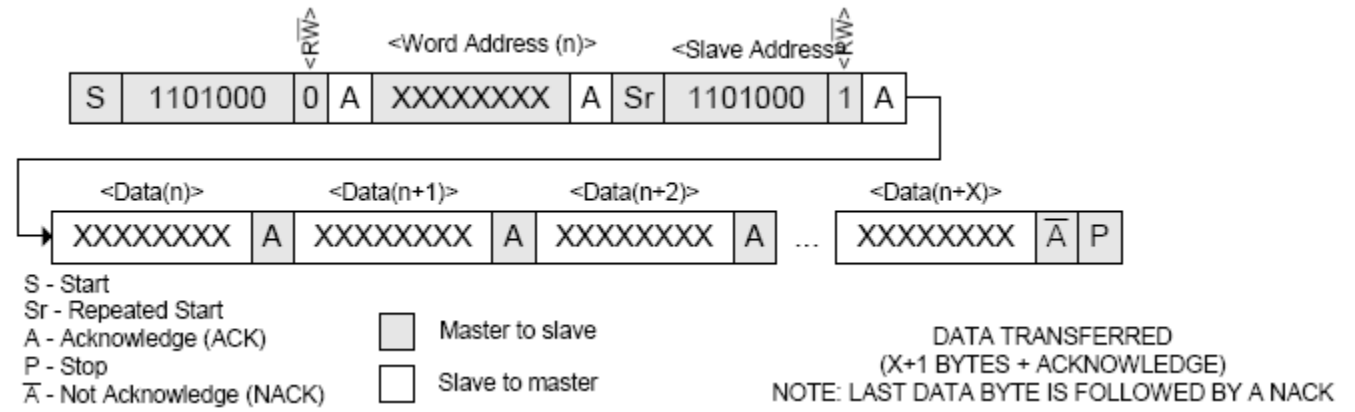 <RW̅> <Word Address (n)> <Slave Address> <RW̅>
S 1101000 0 A XXXXXXXX A Sr 1101000 1 A
<Data(n)> <Data(n+1)> <Data(n+2)> <Data(n+X)>
XXXXXXXX A XXXXXXXX A XXXXXXXX A ... XXXXXXXX A̅ P
S - Start
Sr - Repeated Start
A - Acknowledge (ACK)
P - Stop
A̅ - Not Acknowledge (NACK)
Master to slave
Slave to master
DATA TRANSFERRED
(X+1 BYTES + ACKNOWLEDGE)
NOTE: LAST DATA BYTE IS FOLLOWED BY A NACK